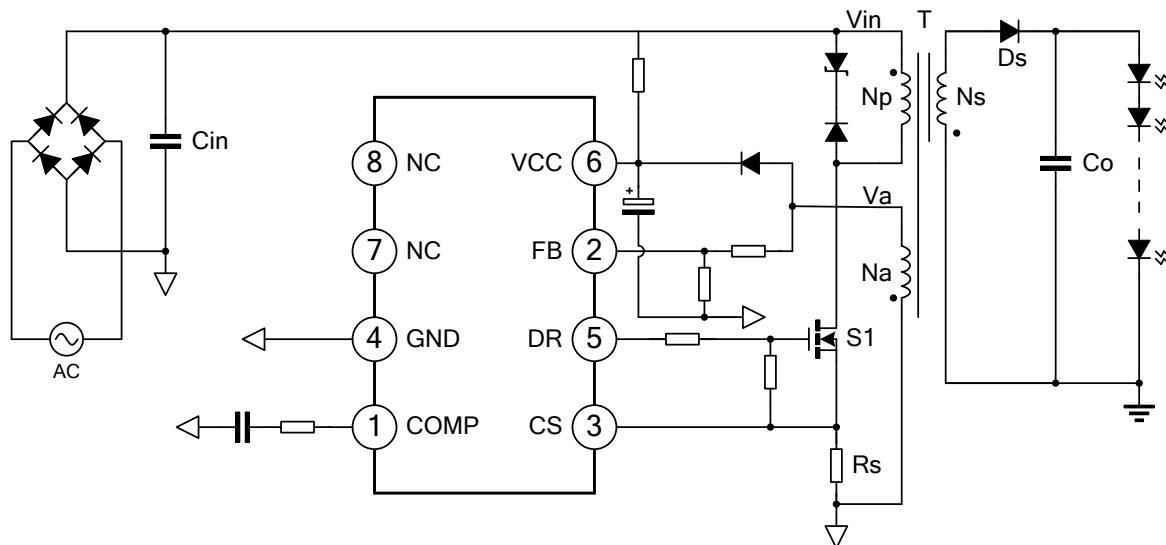 Vin T
Ds
Np Ns
Cin
8 NC VCC 6
Co
Va
7 NC FB 2
Na
4 GND DR 5 S1
AC
1 COMP CS 3
Rs
+